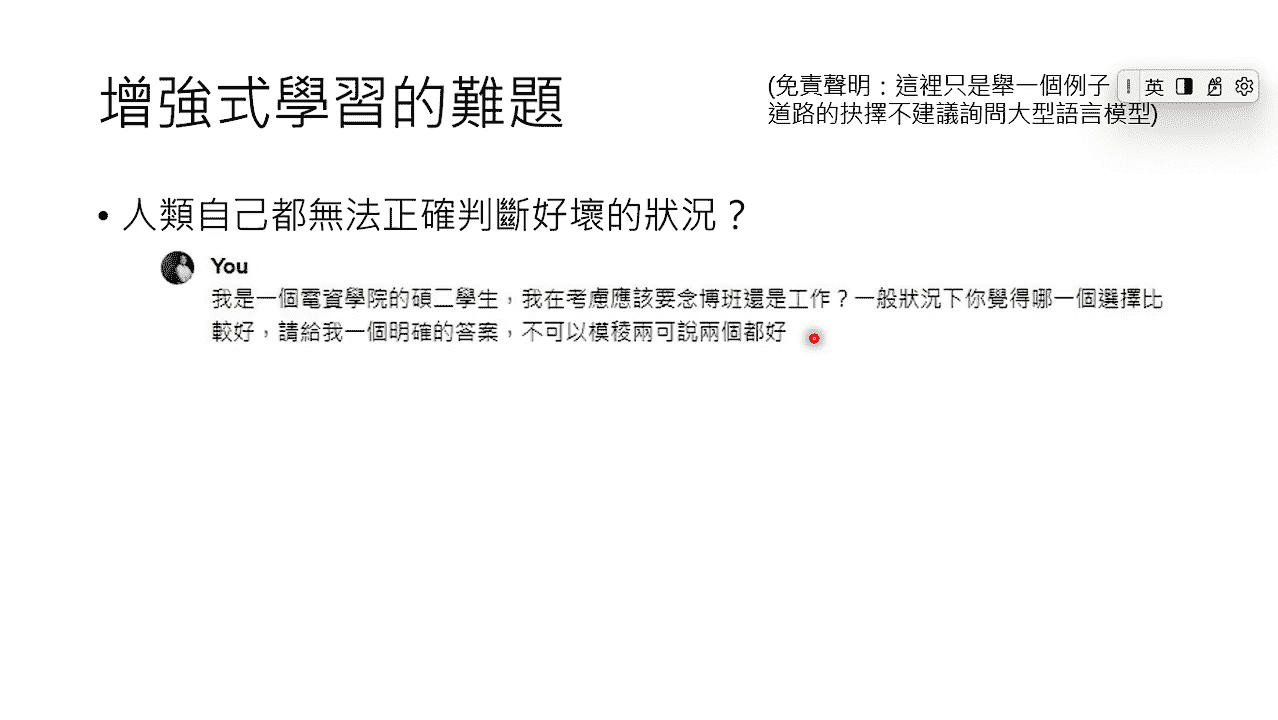 增強式學習的難題
(免責聲明：這裡只是舉一個例子
道路的抉擇不建議詢問大型語言模型)
英
• 人類自己都無法正確判斷好壞的狀況？
You
我是一個電資學院的碩二學生，我在考慮應該要念博班還是工作？一般狀況下你覺得哪一個選擇比
較好，請給我一個明確的答案，不可以模稜兩可說兩個都好